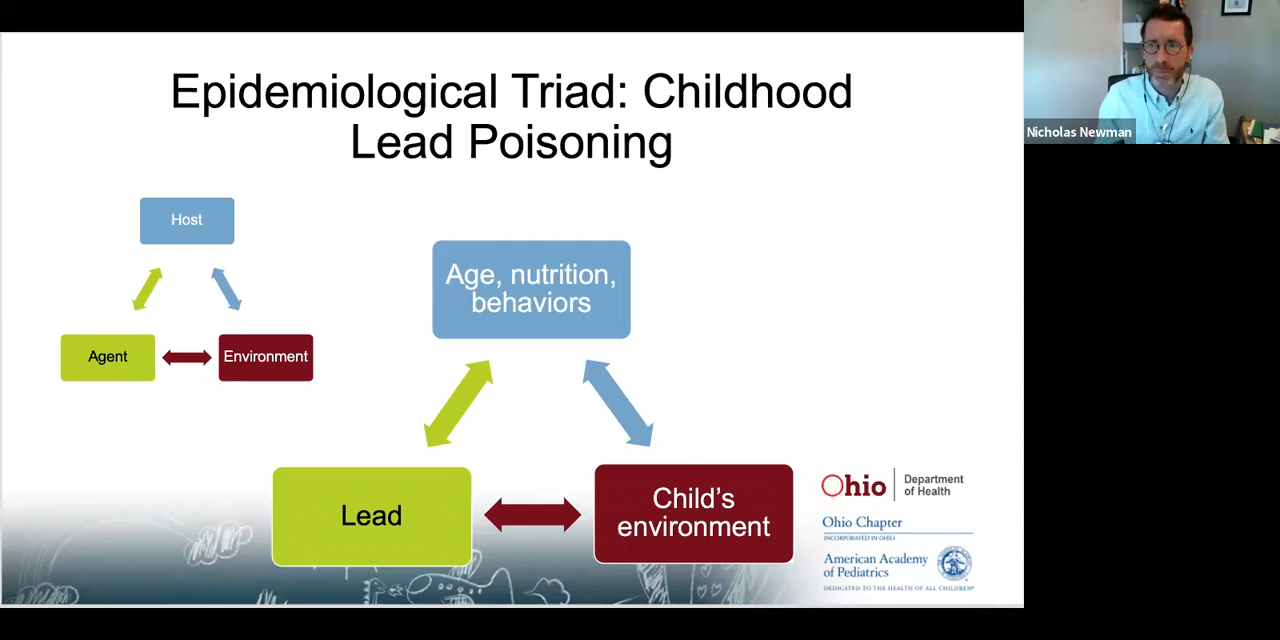 Epidemiological Triad: Childhood
Lead Poisoning
Host
Agent
Environment
Age, nutrition,
behaviors
Lead
Child's
environment
Ohio
Department
of Health
Ohio Chapter
INCORPORATED IN OHIO
American Academy
of Pediatrics
DEDICATED TO THE HEALTH OF ALL CHILDREN®
Nicholas Newman